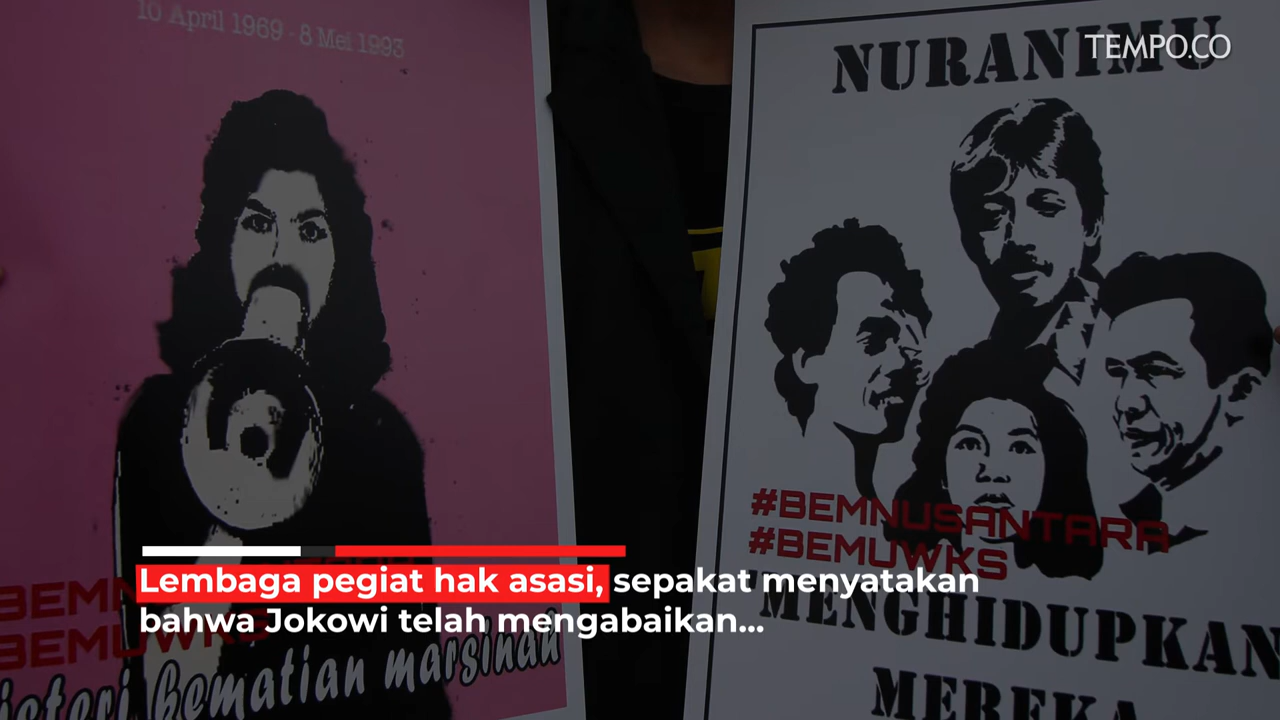 10 April 1969 - 8 Mei 1993
TEMPO.CO
NURANIMU
#BEMNUSANTARA
#BEMUWKS
Lembaga pegiat hak asasi, sepakat menyatakan
bahwa Jokowi telah mengabaikan...
BEMUWKS
kematian marsinah
MENGHIDUPKAN
MEREKA